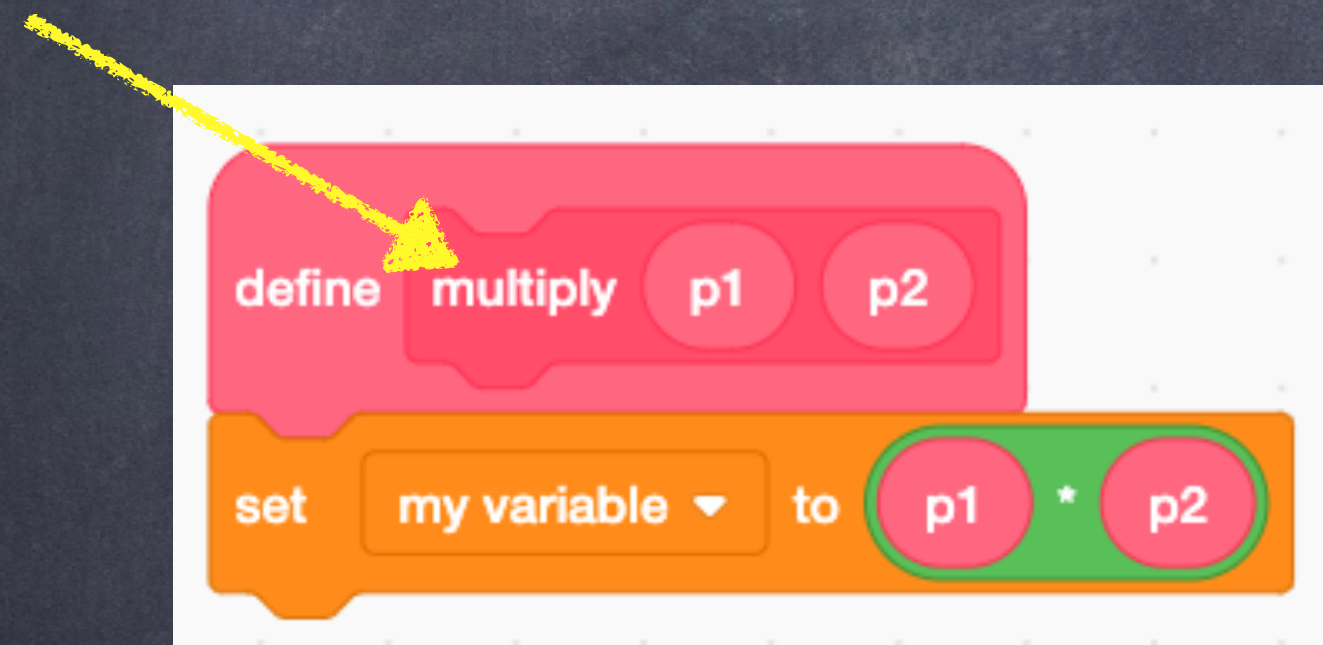 define multiply p1 p2
set my variable to p1 * p2